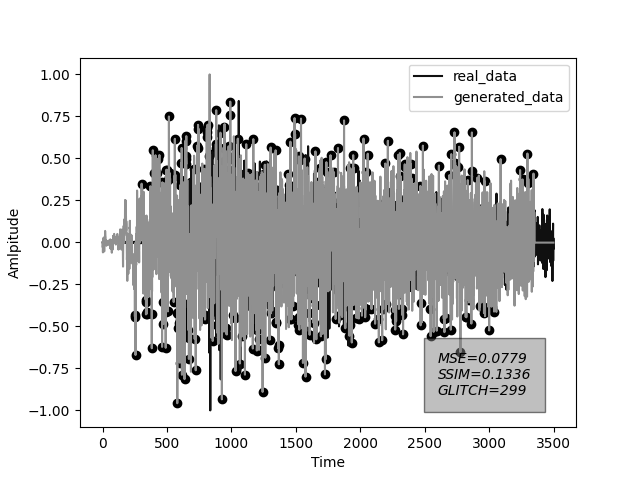 real_data
generated_data
1.00
0.75
0.50
0.25
0.00
−0.25
−0.50
−0.75
−1.00
Amlpitude
MSE=0.0779
SSIM=0.1336
GLITCH=299
0 500 1000 1500 2000 2500 3000 3500
Time